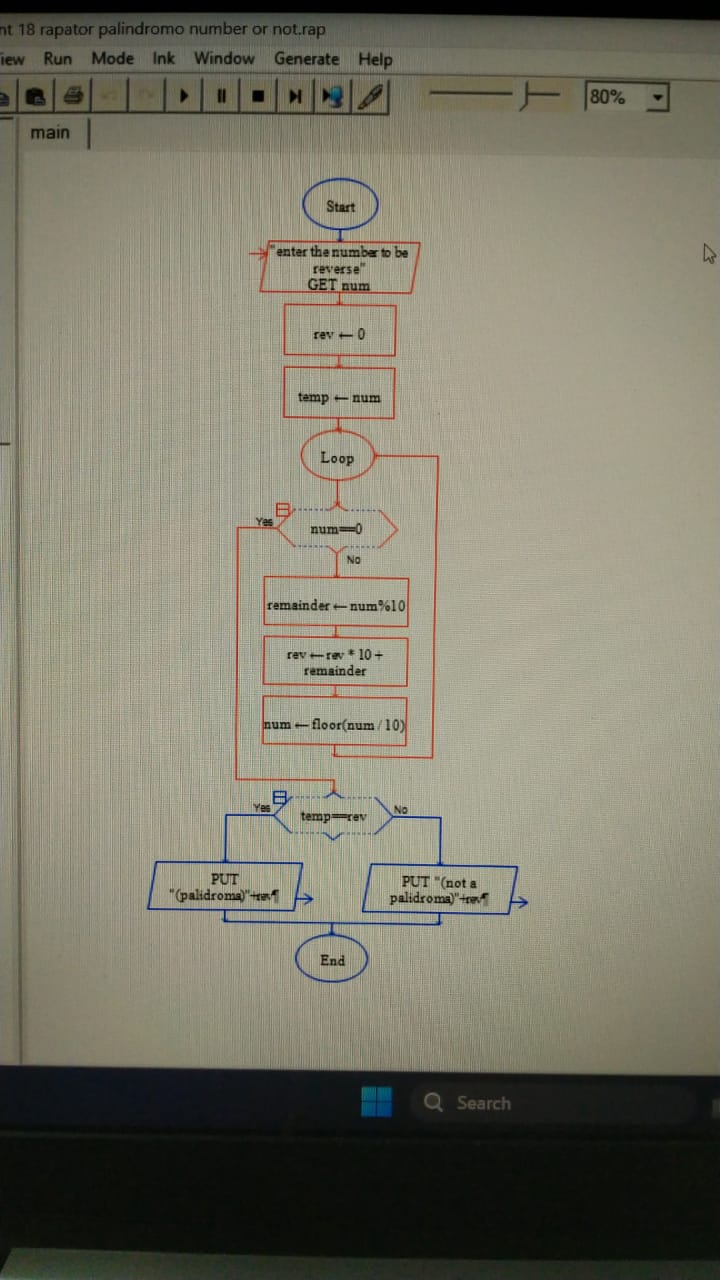 nt 18 rapator palindromo number or not.rap
iew Run Mode Ink Window Generate Help
80%
main
Start
"enter the number to be
reverse"
GET num
rev ← 0
temp ← num
Loop
Yes
num==0
No
remainder ← num%10
rev ← rev * 10 +
remainder
num ← floor(num / 10)
Yes
temp==rev
No
PUT
"(palidroma)"+rev¶
PUT "(not a
palidroma)"+rev¶
End
Search